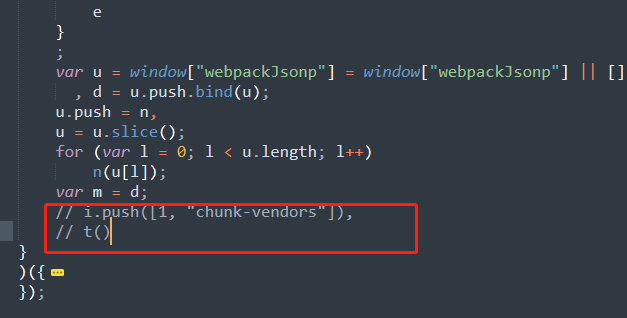 e
}
;
var u = window["webpackJsonp"] = window["webpackJsonp"] || []
, d = u.push.bind(u);
u.push = n,
u = u.slice();
for (var l = 0; l < u.length; l++)
n(u[l]);
var m = d;
// i.push([1, "chunk-vendors"]),
// t()
}
)({
});